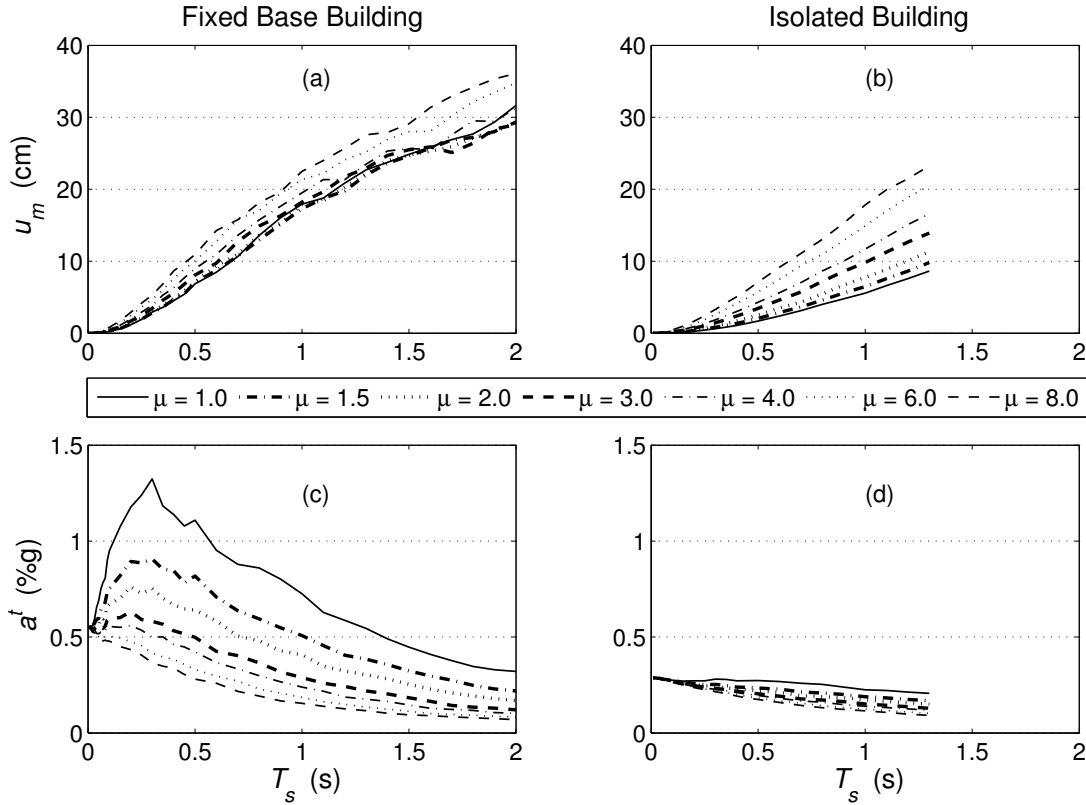 Fixed Base Building
Isolated Building
40
30
20
10
0
u_m (cm)
(a)
0 0.5 1 1.5 2
40
30
20
10
0
(b)
0 0.5 1 1.5 2
μ = 1.0 μ = 1.5 μ = 2.0 μ = 3.0 μ = 4.0 μ = 6.0 μ = 8.0
1.5
1
0.5
0
a^t (%g)
(c)
0 0.5 1 1.5 2
T_s (s)
1.5
1
0.5
0
(d)
0 0.5 1 1.5 2
T_s (s)